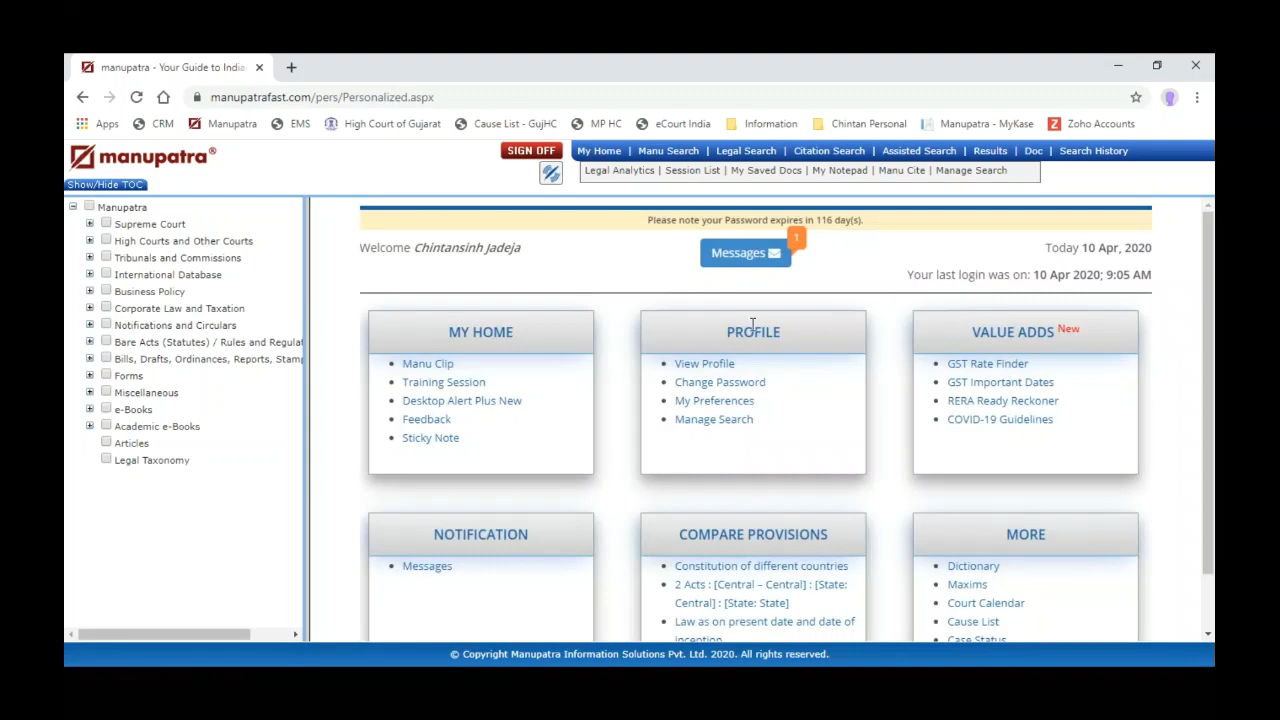 manupatra - Your Guide to India
manupatrafast.com/pers/Personalized.aspx
Apps CRM Manupatra EMS High Court of Gujarat Cause List - GujHC MP HC eCourt India Information Chintan Personal Manupatra - MyKase Zoho Accounts
manupatra®
SIGN OFF
My Home | Manu Search | Legal Search | Citation Search | Assisted Search | Results | Doc | Search History
Legal Analytics | Session List | My Saved Docs | My Notepad | Manu Cite | Manage Search
Show/Hide TOC
Manupatra
Supreme Court
High Courts and Other Courts
Tribunals and Commissions
International Database
Business Policy
Corporate Law and Taxation
Notifications and Circulars
Bare Acts (Statutes) / Rules and Regulat
Bills, Drafts, Ordinances, Reports, Stam
Forms
Miscellaneous
e-Books
Academic e-Books
Articles
Legal Taxonomy
Please note your Password expires in 116 day(s).
Welcome Chintansinh Jadeja
Messages
1
Today 10 Apr, 2020
Your last login was on: 10 Apr 2020; 9:05 AM
MY HOME
Manu Clip
Training Session
Desktop Alert Plus New
Feedback
Sticky Note
PROFILE
View Profile
Change Password
My Preferences
Manage Search
VALUE ADDS New
GST Rate Finder
GST Important Dates
RERA Ready Reckoner
COVID-19 Guidelines
NOTIFICATION
Messages
COMPARE PROVISIONS
Constitution of different countries
2 Acts : [Central – Central] : [State:
Central] : [State: State]
Law as on present date and date of
inception
MORE
Dictionary
Maxims
Court Calendar
Cause List
Case Status
© Copyright Manupatra Information Solutions Pvt. Ltd. 2020. All rights reserved.